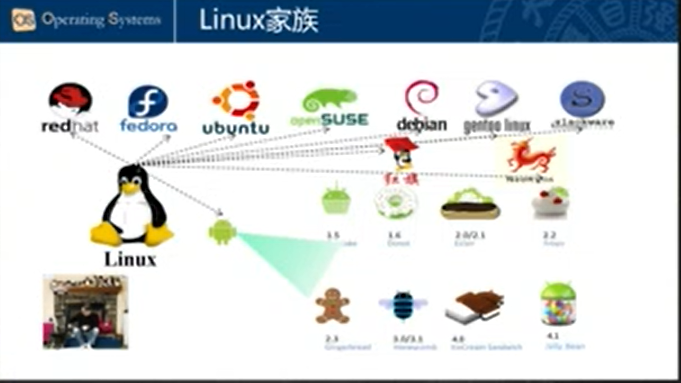 OS Operating Systems
Linux家族
redhat
fedora
ubuntu
openSUSE
debian
gentoo linux
slackware
红旗
Linux
1.5
1.6
Donut
2.0/2.1
Eclair
2.2
Froyo
2.3
Gingerbread
3.0/3.1
Honeycomb
4.0
IceCream Sandwich
4.1
Jelly Bean